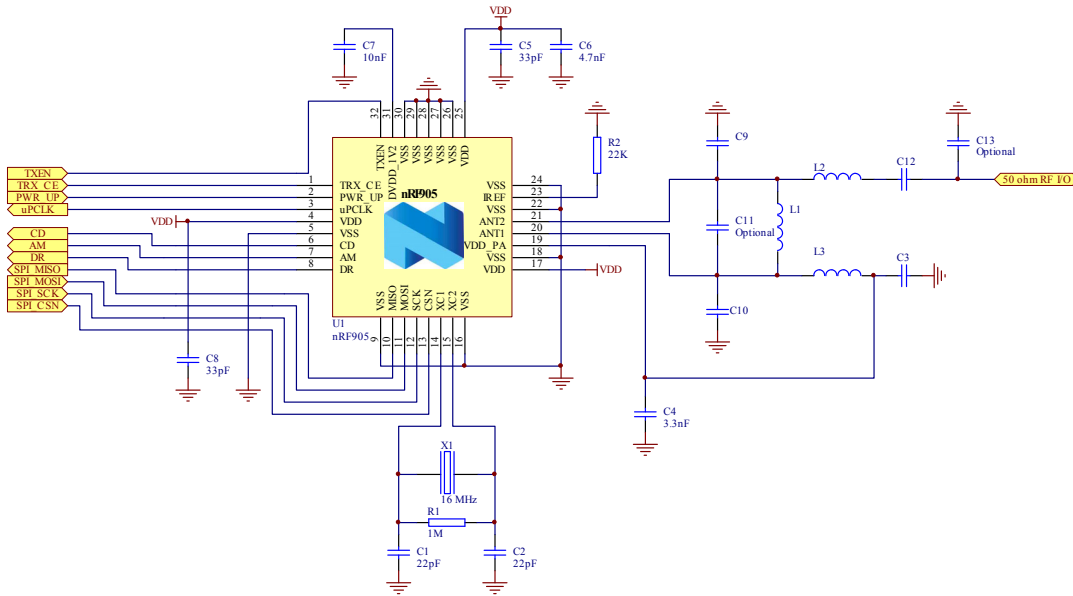 VDD
C7
10nF
C5
33pF
C6
4.7nF
32
31
30
29
28
27
26
25
TXEN
DVDD_1V2
VSS
VSS
VSS
VSS
VSS
VDD
R2
22K
C9
C13
Optional
L2
C12
50 ohm RF I/O
TXEN
TRX_CE
PWR_UP
uPCLK
CD
AM
DR
SPI_MISO
SPI_MOSI
SPI_SCK
SPI_CSN
VDD
1
2
3
4
5
6
7
8
TRX_CE
PWR_UP
uPCLK
VDD
VSS
CD
AM
DR
nRF905
VSS
IREF
VSS
ANT2
ANT1
VDD_PA
VSS
VDD
24
23
22
21
20
19
18
17
VDD
C11
Optional
L1
L3
C3
C10
VSS
MISO
MOSI
SCK
CSN
XC1
XC2
VSS
U1
nRF905
9
10
11
12
13
14
15
16
C8
33pF
C4
3.3nF
X1
16 MHz
R1
1M
C1
22pF
C2
22pF